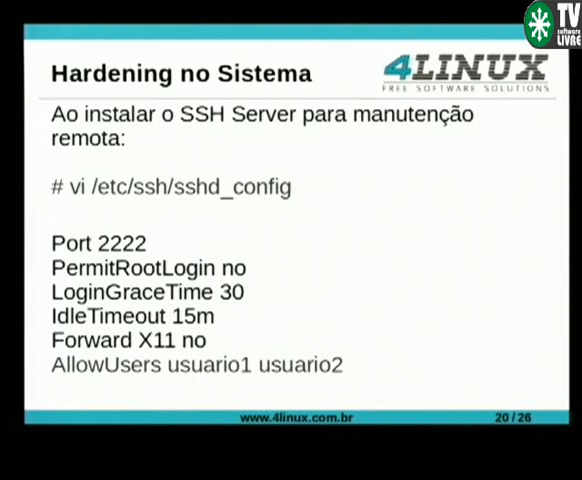 TV
software
LIVRE
Hardening no Sistema
4LINUX
FREE SOFTWARE SOLUTIONS
Ao instalar o SSH Server para manutenção
remota:
# vi /etc/ssh/sshd_config
Port 2222
PermitRootLogin no
LoginGraceTime 30
IdleTimeout 15m
Forward X11 no
AllowUsers usuario1 usuario2
www.4linux.com.br
20 / 26